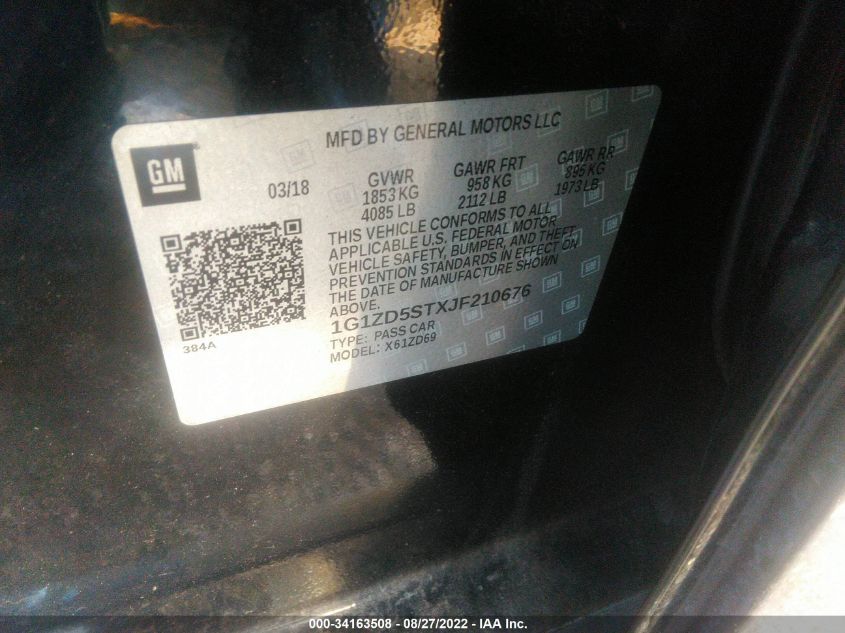 MFD BY GENERAL MOTORS LLC
GM
03/18
GVWR GAWR FRT GAWR RR
1853 KG 958 KG 895 KG
4085 LB 2112 LB 1973 LB
THIS VEHICLE CONFORMS TO ALL
APPLICABLE U.S. FEDERAL MOTOR
VEHICLE SAFETY, BUMPER, AND THEFT
PREVENTION STANDARDS IN EFFECT ON
THE DATE OF MANUFACTURE SHOWN
ABOVE.
1G1ZD5STXJF210676
TYPE: PASS CAR
MODEL: X61ZD69
384A
000-34163508 - 08/27/2022 - IAA Inc.